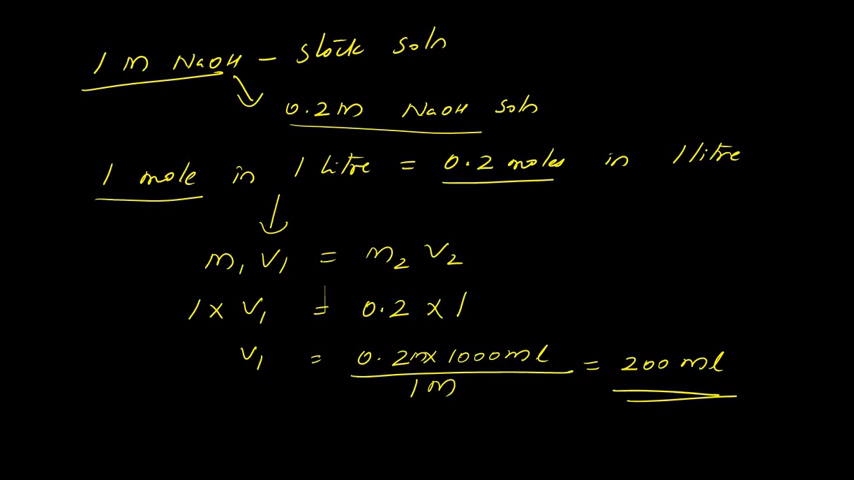 1 M NaOH - Stock soln
0.2M NaOH soln
1 mole in 1 litre = 0.2 moles in 1 litre
M₁ V₁ = M₂ V₂
1 x V₁ = 0.2 x 1
V₁ = 0.2M x 1000ml / 1M = 200 ml